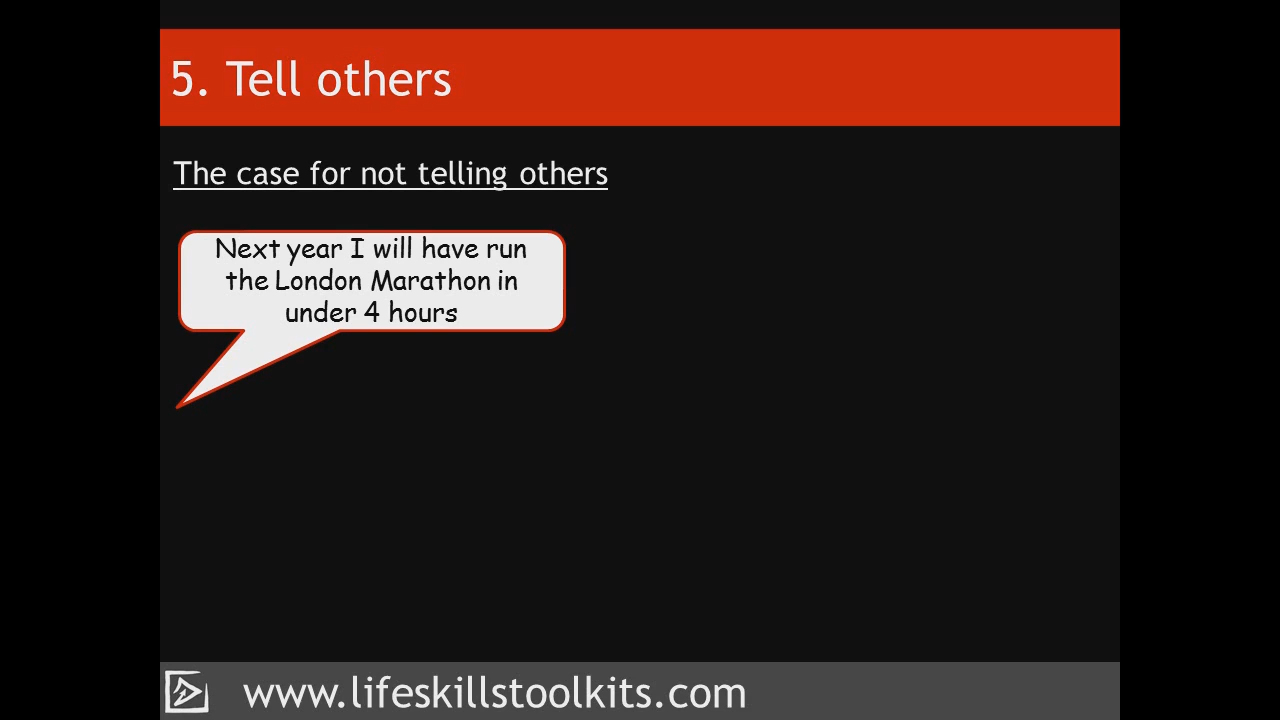 5. Tell others
The case for not telling others
Next year I will have run
the London Marathon in
under 4 hours
www.lifeskillstoolkits.com